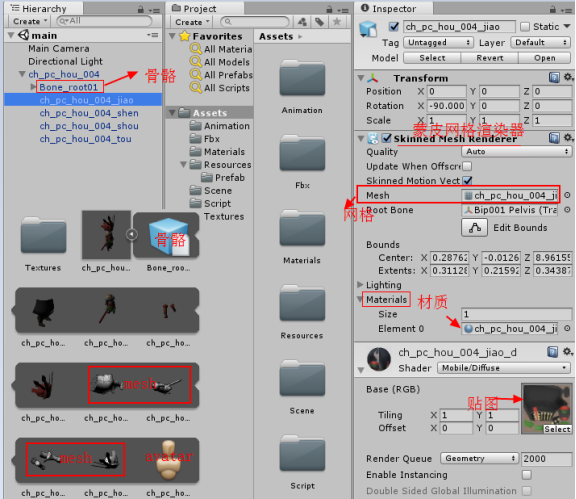 Hierarchy
Create
All
main
Main Camera
Directional Light
ch_pc_hou_004
Bone_root01
骨骼
ch_pc_hou_004_jiao
ch_pc_hou_004_shen
ch_pc_hou_004_shou
ch_pc_hou_004_tou
Project
Create
Favorites
All Materia
All Models
All Prefabs
All Scripts
Assets
Animation
Fbx
Materials
Resources
Prefab
Scene
Script
Textures
Assets
Animation
Fbx
Materials
Resources
Scene
Script
Textures
ch_pc_hou...
骨骼
Bone_roo...
ch_pc_ho...
ch_pc_ho...
ch_pc_ho...
mesh
ch_pc_ho...
ch_pc_ho...
ch_pc_ho...
mesh
avatar
ch_pc_ho...
ch_pc_ho...
ch_pc_ho...
Inspector
ch_pc_hou_004_jiao
Static
Tag Untagged Layer Default
Model Select Revert Open
Transform
Position X 0 Y 0 Z 0
Rotation X -90.000 Y 0 Z 0
Scale X 1 Y 1 Z 1
蒙皮网格渲染器
Skinned Mesh Renderer
Quality Auto
Update When Offscre
Skinned Motion Vect
Mesh ch_pc_hou_004_ji
网格
Root Bone Bip001 Pelvis (Tra
Edit Bounds
Bounds
Center: X 0.28762 Y -0.0126 Z 8.96155
Extents: X 0.31128 Y 0.21592 Z 0.34387
Lighting
Materials
材质
Size 1
Element 0 ch_pc_hou_004_ji
ch_pc_hou_004_jiao_d
Shader Mobile/Diffuse
Base (RGB)
贴图
Tiling X 1 Y 1
Offset X 0 Y 0
Select
Render Queue Geometry 2000
Enable Instancing
Double Sided Global Illumination